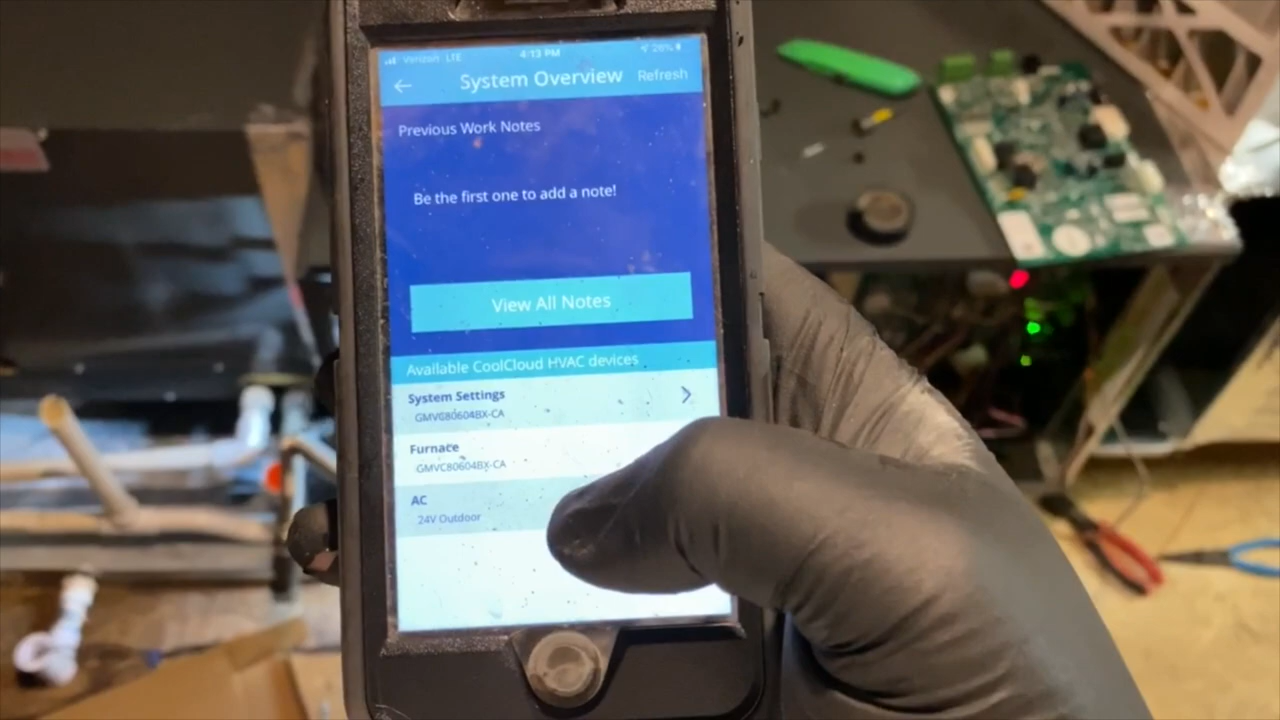 Verizon LTE 4:13 PM 26%
System Overview Refresh
Previous Work Notes
Be the first one to add a note!
View All Notes
Available CoolCloud HVAC devices
System Settings
GMVC80604BX-CA
Furnace
GMVC80604BX-CA
AC
24V Outdoor